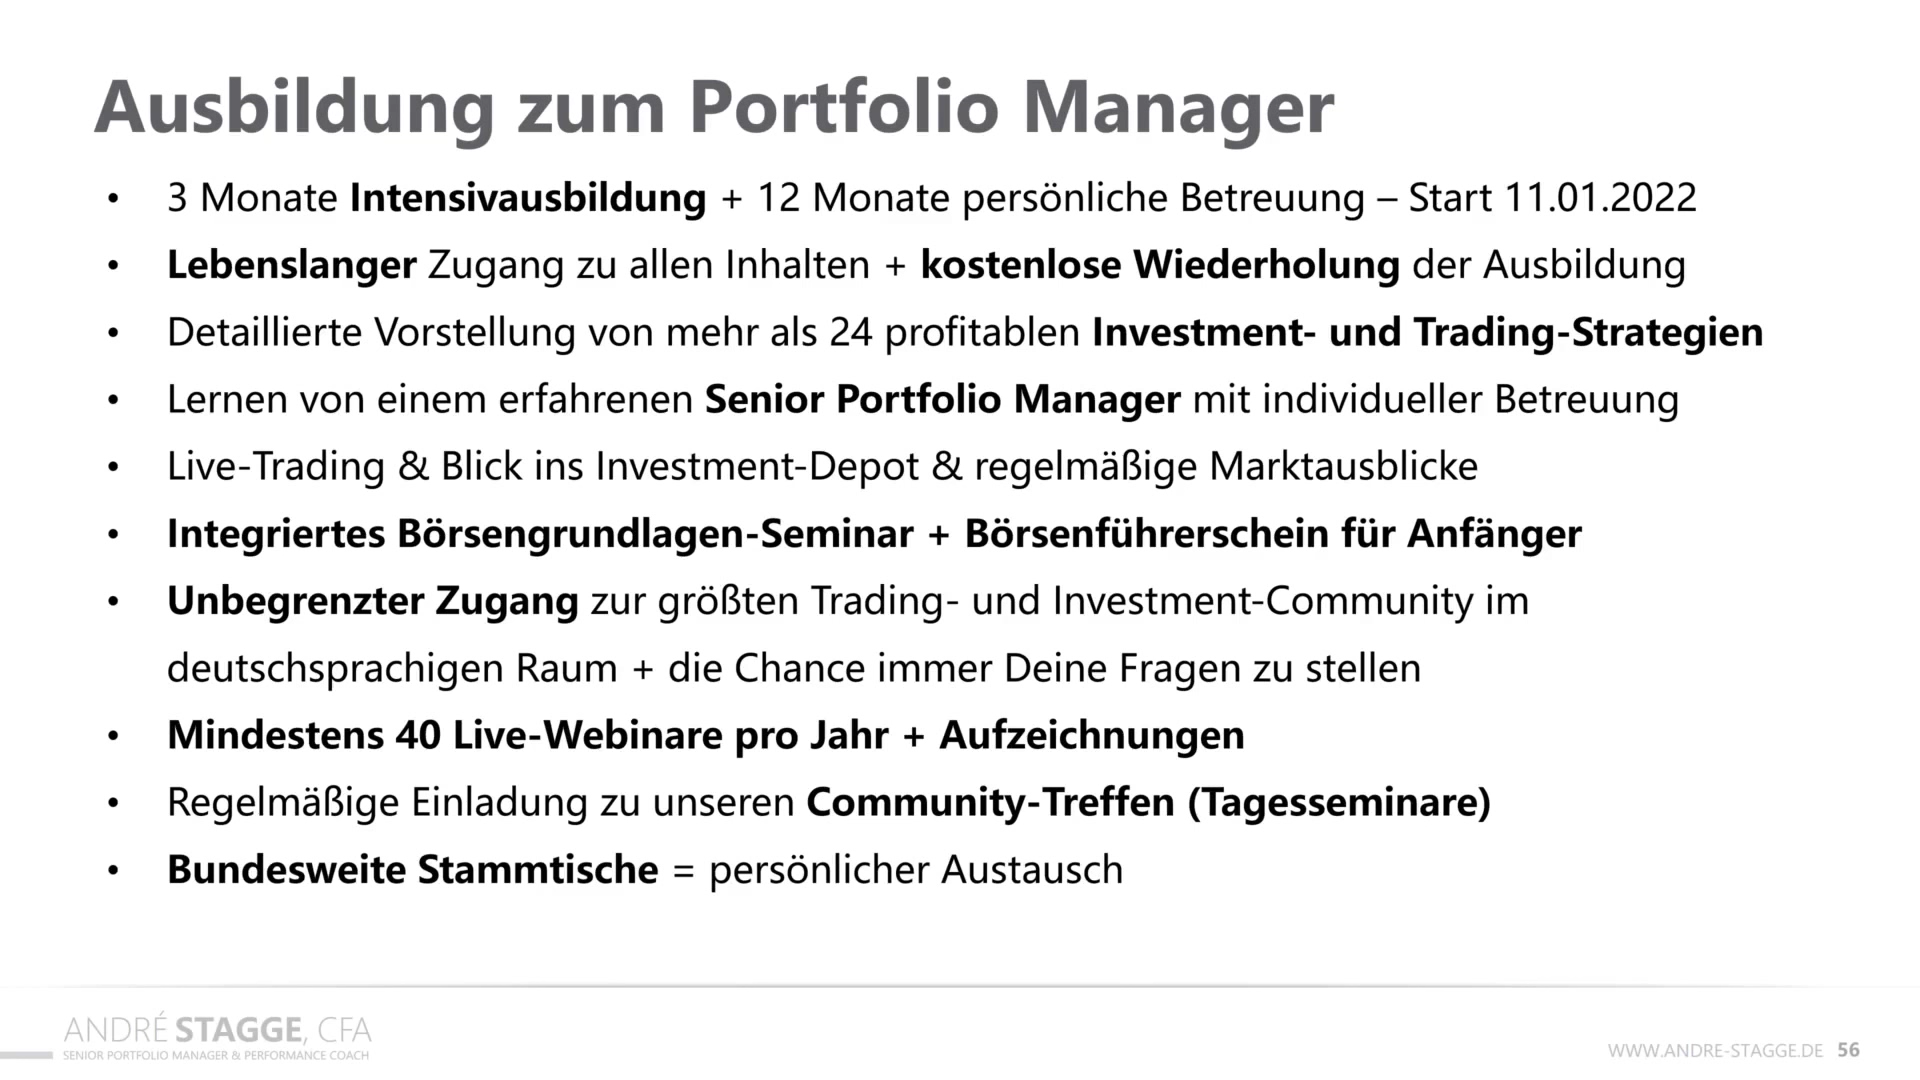 Ausbildung zum Portfolio Manager
• 3 Monate Intensivausbildung + 12 Monate persönliche Betreuung – Start 11.01.2022
• Lebenslanger Zugang zu allen Inhalten + kostenlose Wiederholung der Ausbildung
• Detaillierte Vorstellung von mehr als 24 profitablen Investment- und Trading-Strategien
• Lernen von einem erfahrenen Senior Portfolio Manager mit individueller Betreuung
• Live-Trading & Blick ins Investment-Depot & regelmäßige Marktausblicke
• Integriertes Börsengrundlagen-Seminar + Börsenführerschein für Anfänger
• Unbegrenzter Zugang zur größten Trading- und Investment-Community im
deutschsprachigen Raum + die Chance immer Deine Fragen zu stellen
• Mindestens 40 Live-Webinare pro Jahr + Aufzeichnungen
• Regelmäßige Einladung zu unseren Community-Treffen (Tagesseminare)
• Bundesweite Stammtische = persönlicher Austausch
ANDRÉ STAGGE, CFA
SENIOR PORTFOLIO MANAGER & PERFORMANCE COACH
WWW.ANDRE-STAGGE.DE 56